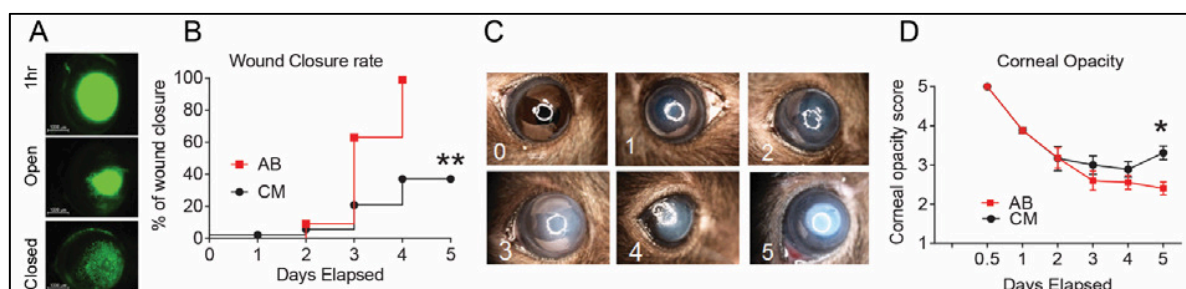 A
1hr
Open
Closed
B
Wound Closure rate
% of wound closure
100
80
60
40
20
0
AB
CM
**
0 1 2 3 4 5
Days Elapsed
C
0
1
2
3
4
5
D
Corneal Opacity
Corneal opacity score
5
4
3
2
1
*
AB
CM
0.5 1 2 3 4 5
Days Elapsed